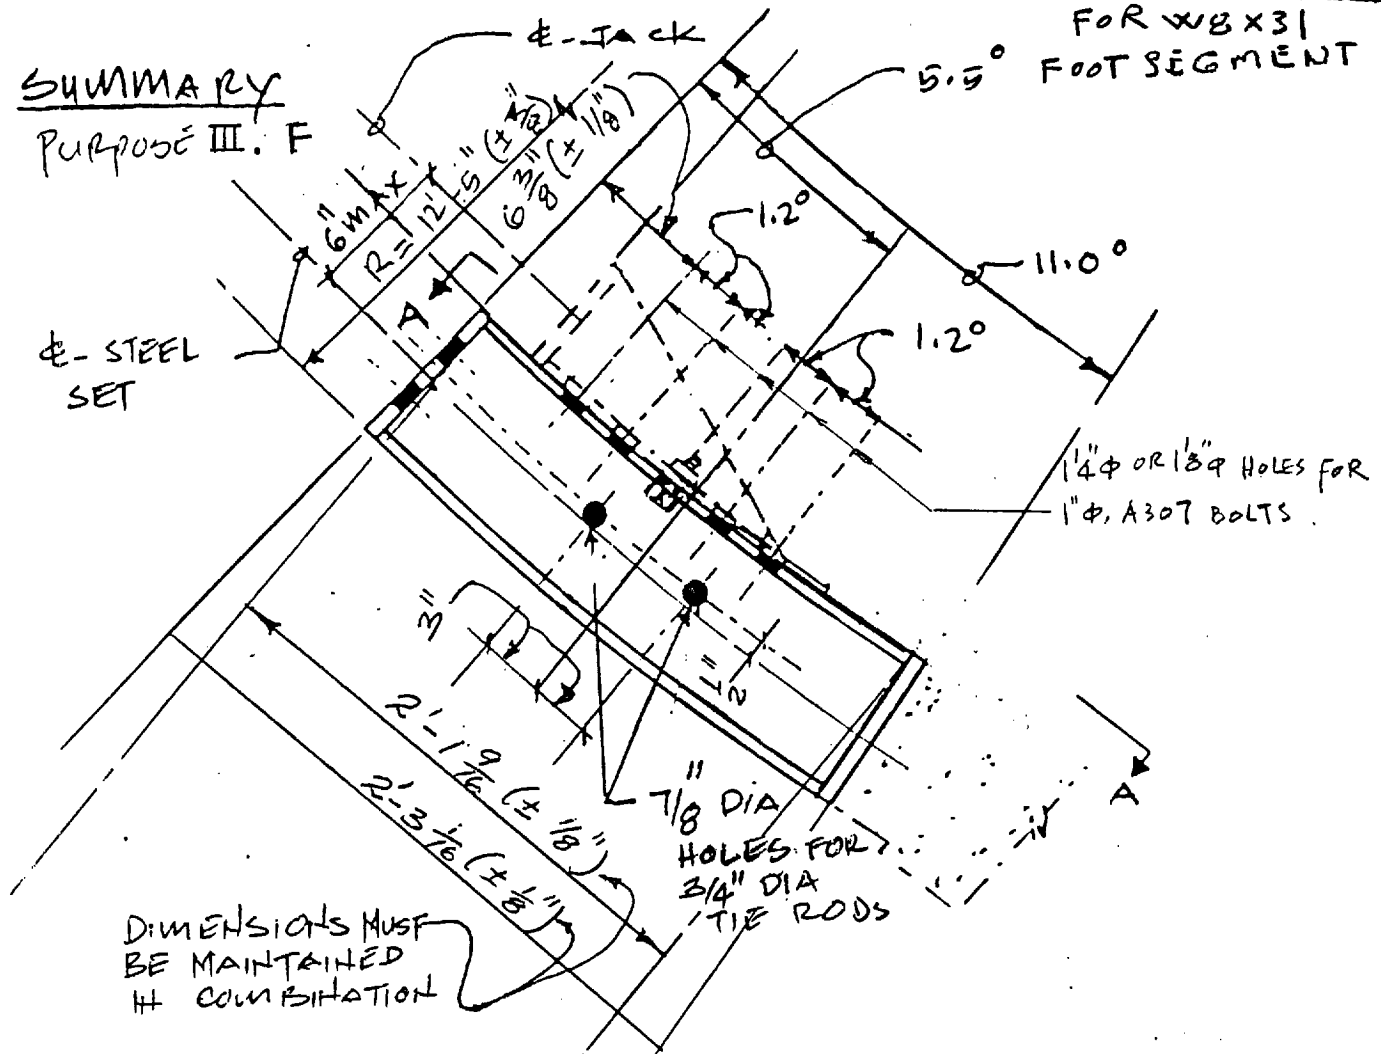 SUMMARY
PURPOSE III. F
℄-JACK
FOR W8X31
FOOT SEGMENT
5.5°
6" MAX
R= 12'-5" (±
6 3/8" (± 1/8")
1.2°
11.0°
1.2°
A
℄- STEEL
SET
1 1/4"Φ OR 1 1/8"Φ HOLES FOR
1"Φ, A307 BOLTS.
3"
1/2"
2'-1 9/16 (± 1/8")
2'-3 1/16 (± 1/8")
7/8" DIA
HOLES FOR
3/4" DIA
TIE RODS
A
DIMENSIONS MUST
BE MAINTAINED
IN COMBINATION